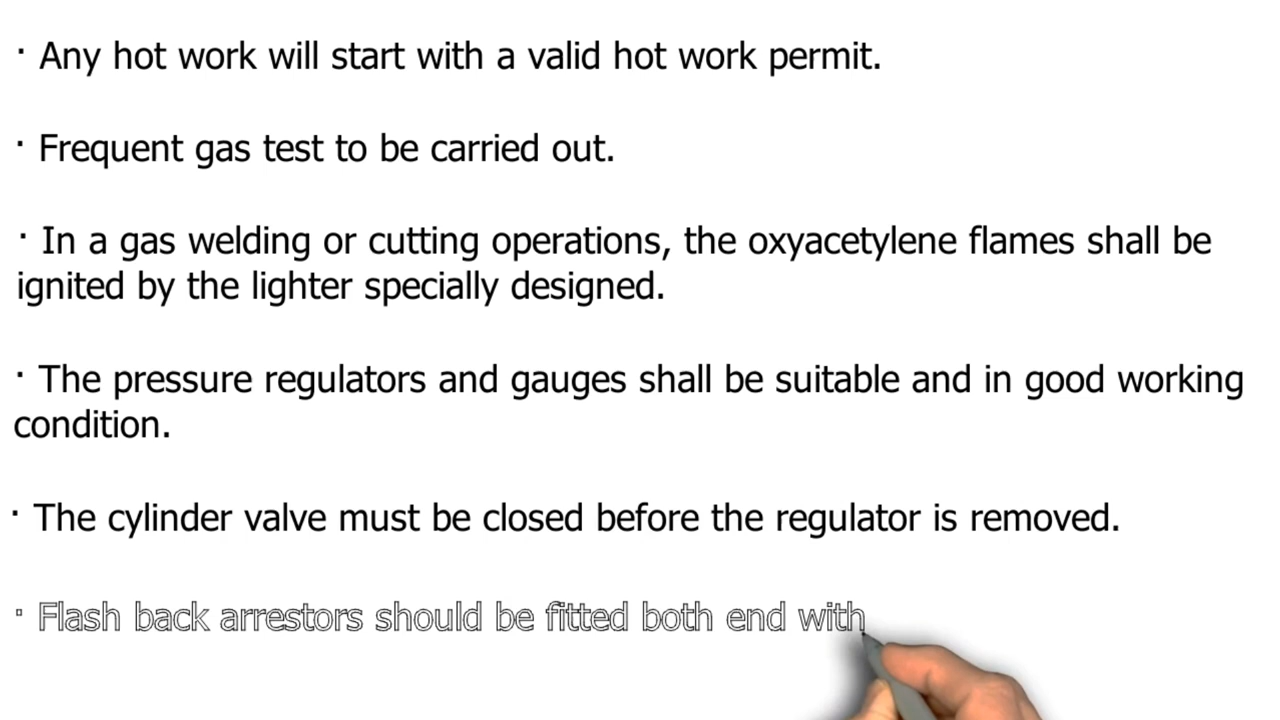 · Any hot work will start with a valid hot work permit.
· Frequent gas test to be carried out.
· In a gas welding or cutting operations, the oxyacetylene flames shall be
ignited by the lighter specially designed.
· The pressure regulators and gauges shall be suitable and in good working
condition.
· The cylinder valve must be closed before the regulator is removed.
· Flash back arrestors should be fitted both end with